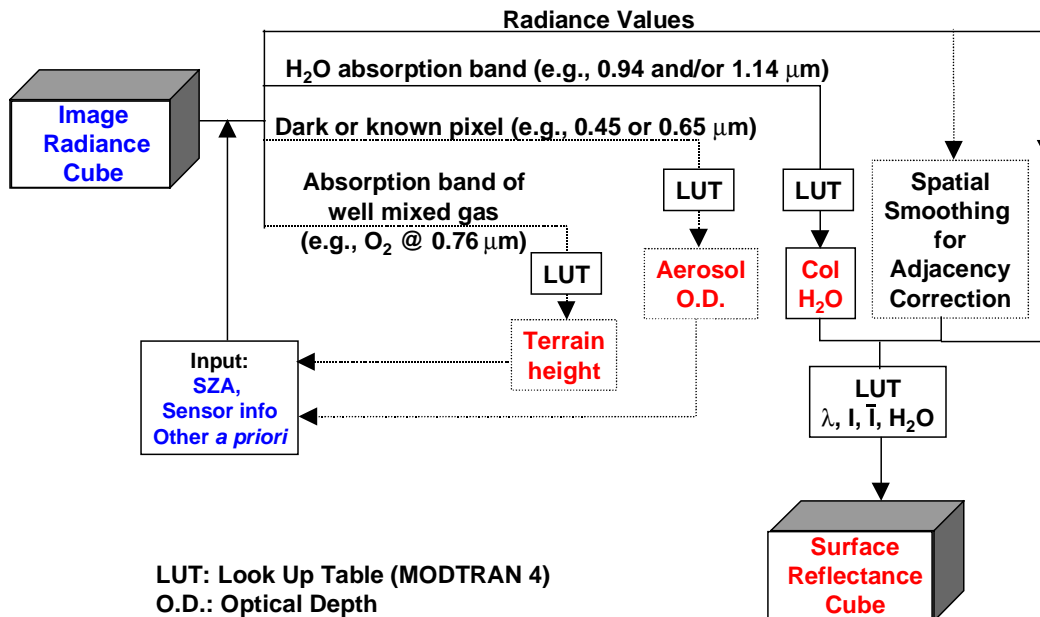 Radiance Values
H₂O absorption band (e.g., 0.94 and/or 1.14 μm)
Image
Radiance
Cube
Dark or known pixel (e.g., 0.45 or 0.65 μm)
Absorption band of
well mixed gas
(e.g., O₂ @ 0.76 μm)
LUT
LUT
LUT
Spatial
Smoothing
for
Adjacency
Correction
Aerosol
O.D.
Col
H₂O
Terrain
height
Input:
SZA,
Sensor info
Other a priori
LUT
λ, I, Ī, H₂O
Surface
Reflectance
Cube
LUT: Look Up Table (MODTRAN 4)
O.D.: Optical Depth